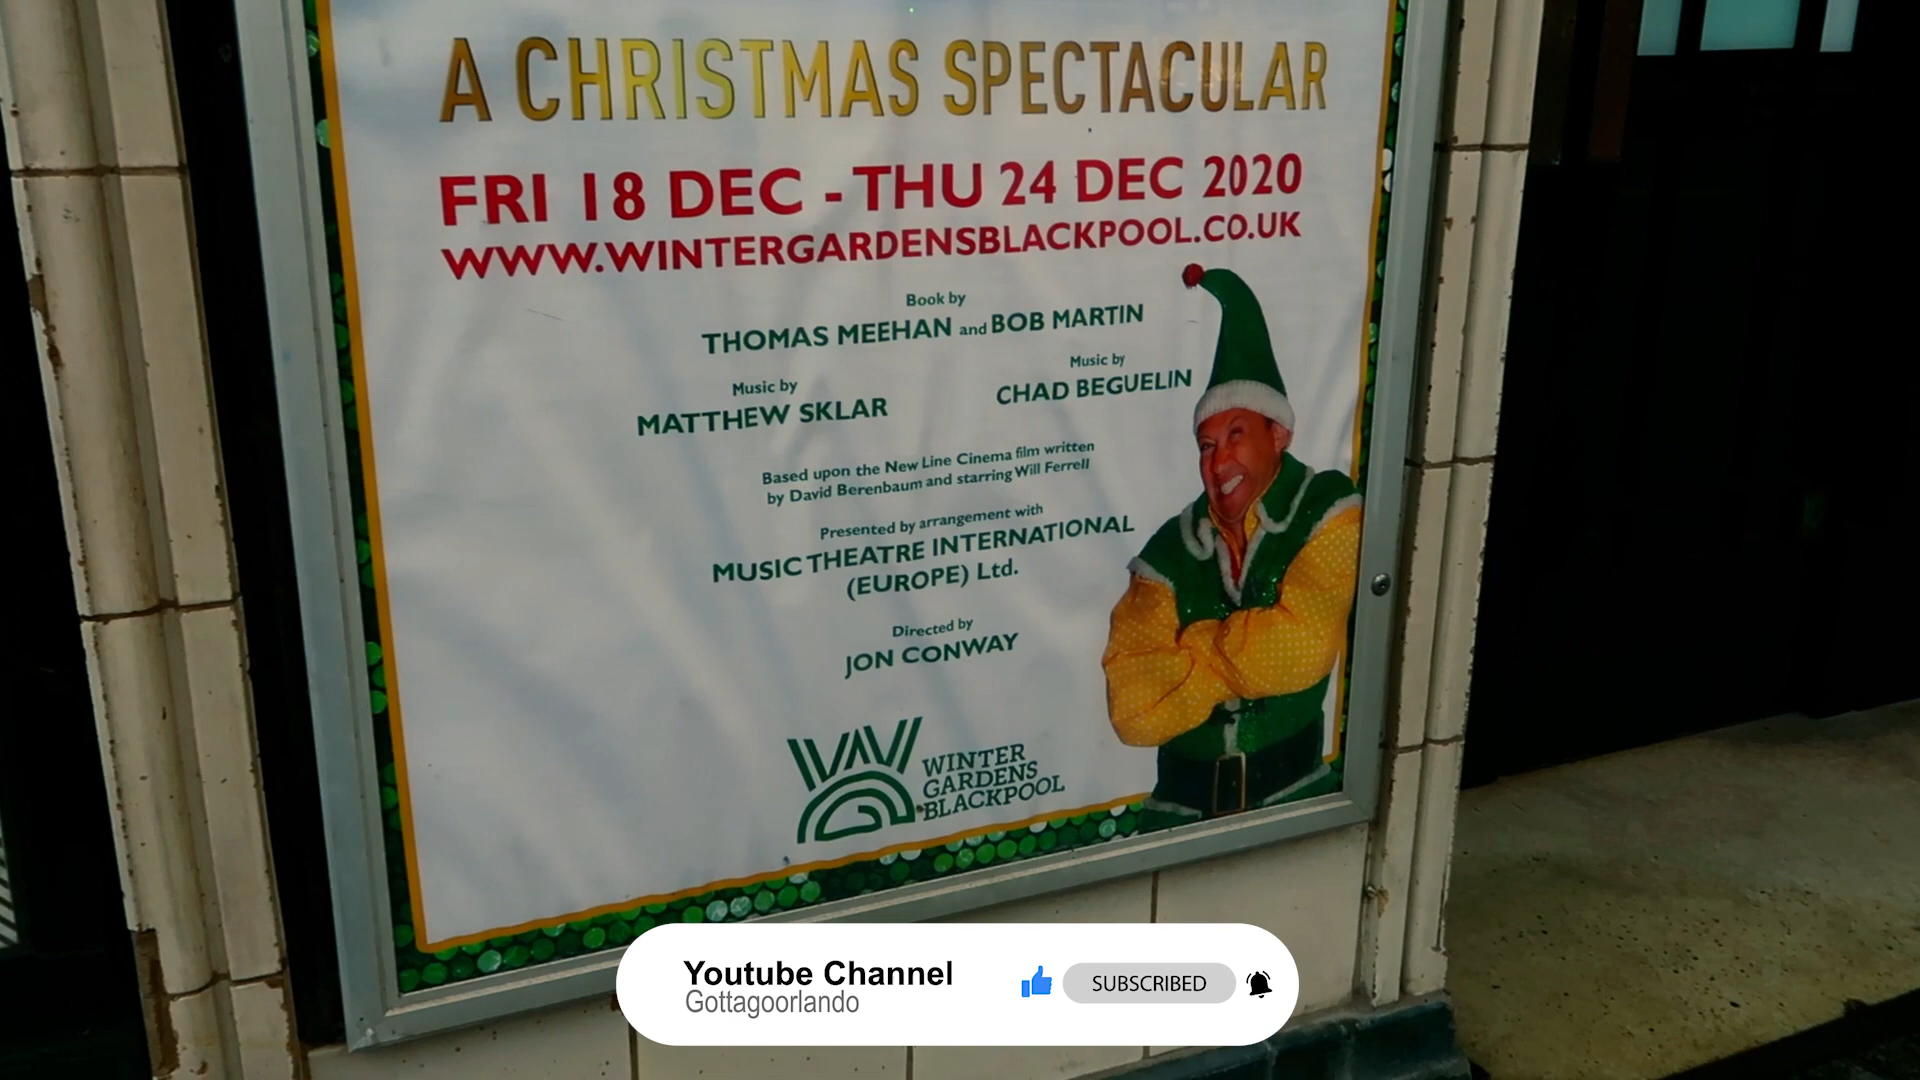 A CHRISTMAS SPECTACULAR
FRI 18 DEC - THU 24 DEC 2020
WWW.WINTERGARDENSBLACKPOOL.CO.UK
Book by
THOMAS MEEHAN and BOB MARTIN
Music by
MATTHEW SKLAR
Music by
CHAD BEGUELIN
Based upon the New Line Cinema film written
by David Berenbaum and starring Will Ferrell
Presented by arrangement with
MUSIC THEATRE INTERNATIONAL
(EUROPE) Ltd.
Directed by
JON CONWAY
WINTER
GARDENS
BLACKPOOL
Youtube Channel
Gottagoorlando
SUBSCRIBED